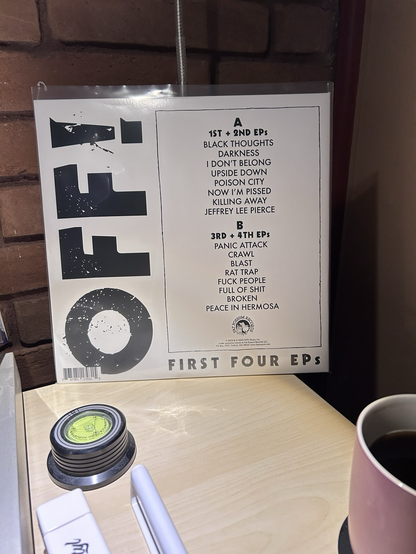 OFF!
A
1ST + 2ND EPs
BLACK THOUGHTS
DARKNESS
I DON'T BELONG
UPSIDE DOWN
POISON CITY
NOW I'M PISSED
KILLING AWAY
JEFFREY LEE PIERCE
B
3RD + 4TH EPs
PANIC ATTACK
CRAWL
BLAST
RAT TRAP
FUCK PEOPLE
FULL OF SHIT
BROKEN
PEACE IN HERMOSA
FIRST FOUR EPs